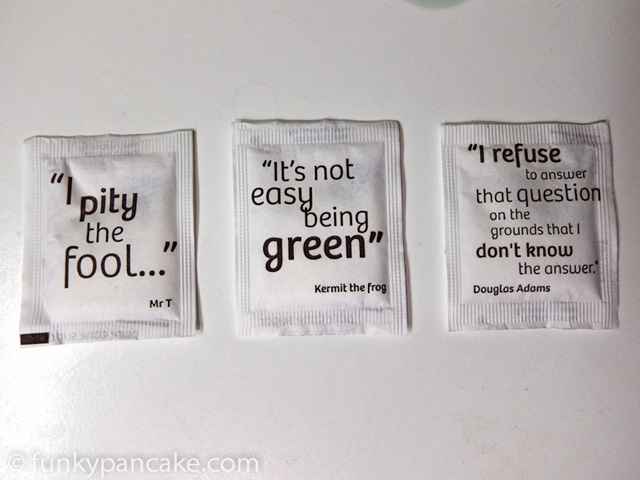 “I pity
the
fool...”
Mr T
“It’s not
easy
being
green”
Kermit the frog
“I refuse
to answer
that question
on the
grounds that I
don't know
the answer."
Douglas Adams
© funkypancake.com